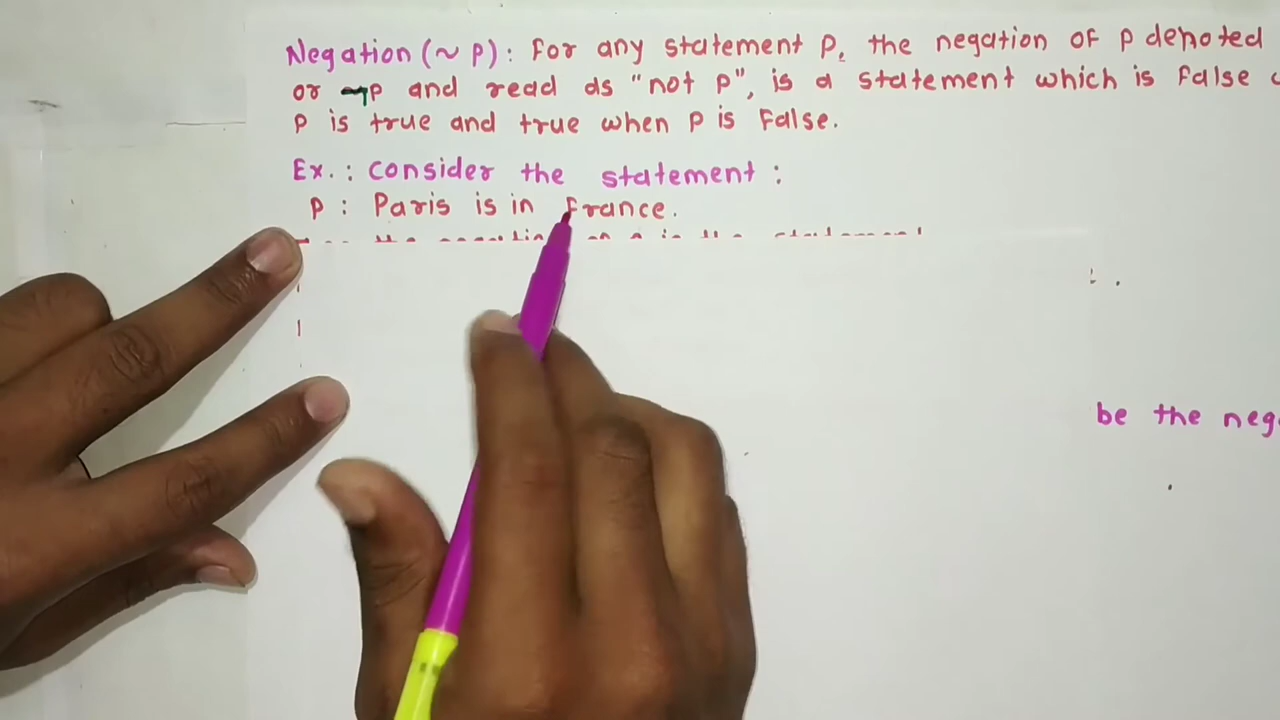 Negation (~ p): For any statement p, the negation of p denoted
or ¬p and read as "not p", is a statement which is false
p is true and true when p is False.
Ex.: Consider the statement:
p: Paris is in France.
be the neg